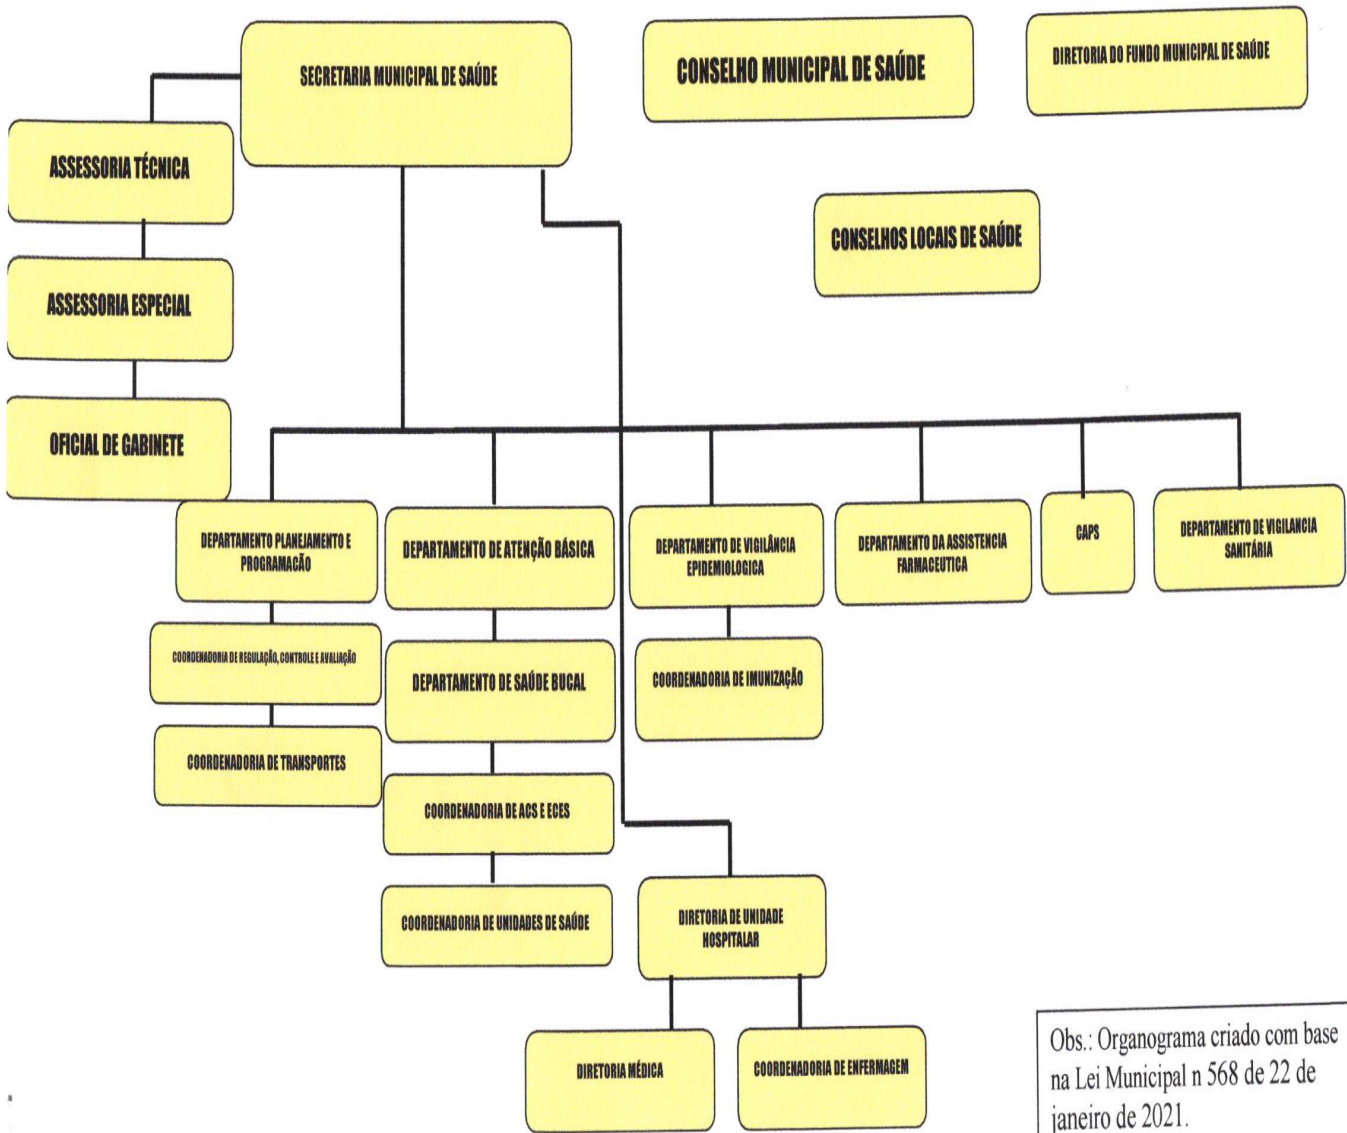 SECRETARIA MUNICIPAL DE SAÚDE
CONSELHO MUNICIPAL DE SAÚDE
DIRETORIA DO FUNDO MUNICIPAL DE SAÚDE
ASSESSORIA TÉCNICA
CONSELHOS LOCAIS DE SAÚDE
ASSESSORIA ESPECIAL
OFICIAL DE GABINETE
DEPARTAMENTO PLANEJAMENTO E
PROGRAMAÇÃO
DEPARTAMENTO DE ATENÇÃO BÁSICA
DEPARTAMENTO DE VIGILÂNCIA
EPIDEMIOLOGICA
DEPARTAMENTO DA ASSISTENCIA
FARMACEUTICA
CAPS
DEPARTAMENTO DE VIGILANCIA
SANITÁRIA
COORDENADORIA DE REGULAÇÃO, CONTROLE E AVALIAÇÃO
DEPARTAMENTO DE SAÚDE BUCAL
COORDENADORIA DE IMUNIZAÇÃO
COORDENADORIA DE TRANSPORTES
COORDENADORIA DE ACS E ECES
COORDENADORIA DE UNIDADES DE SAÚDE
DIRETORIA DE UNIDADE
HOSPITALAR
DIRETORIA MÉDICA
COORDENADORIA DE ENFERMAGEM
Obs.: Organograma criado com base
na Lei Municipal n 568 de 22 de
janeiro de 2021.